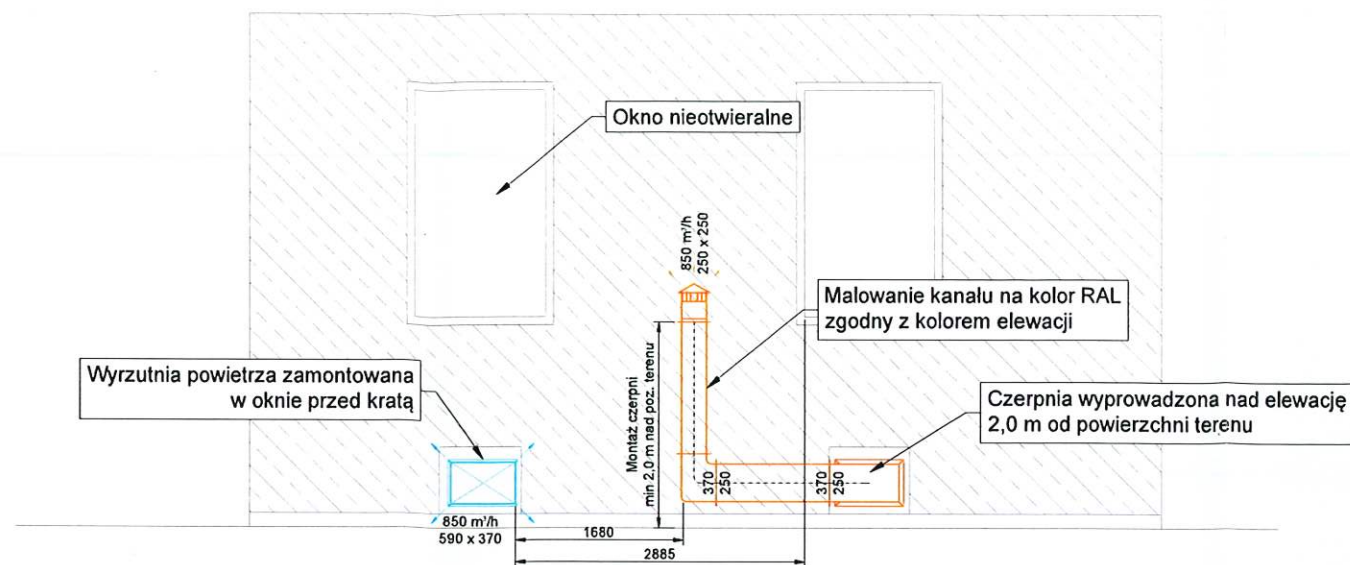 Okno nieotwieralne
850 m³/h
250 x 250
Malowanie kanału na kolor RAL
zgodny z kolorem elewacji
Wyrzutnia powietrza zamontowana
w oknie przed kratą
Czerpnia wyprowadzona nad elewację
2,0 m od powierzchni terenu
Montaż czerpni
min 2,0 m nad poz. terenu
370
250
370
250
850 m³/h
590 x 370
1680
2885